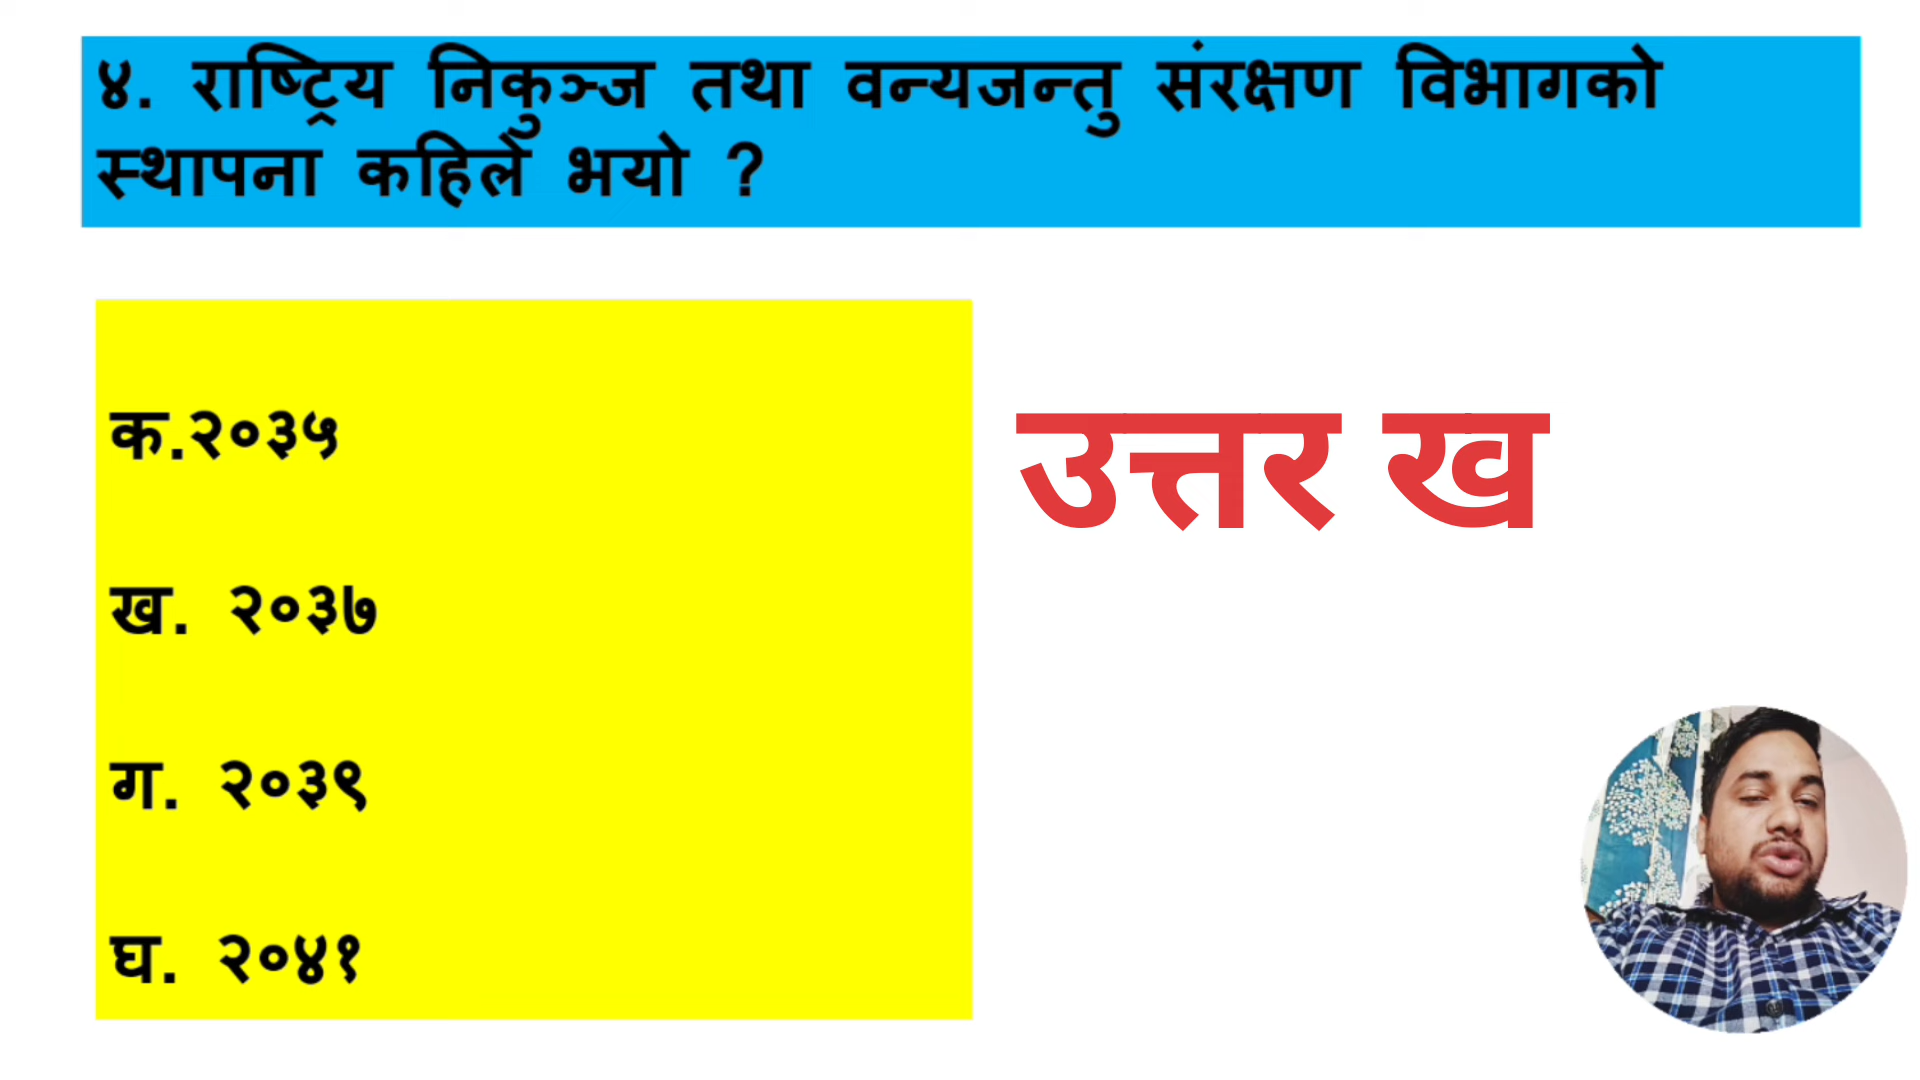 ४. राष्ट्रिय निकुञ्ज तथा वन्यजन्तु संरक्षण विभागको
स्थापना कहिले भयो ?
क.२०३५
उत्तर ख
ख. २०३७
ग. २०३९
घ. २०४१